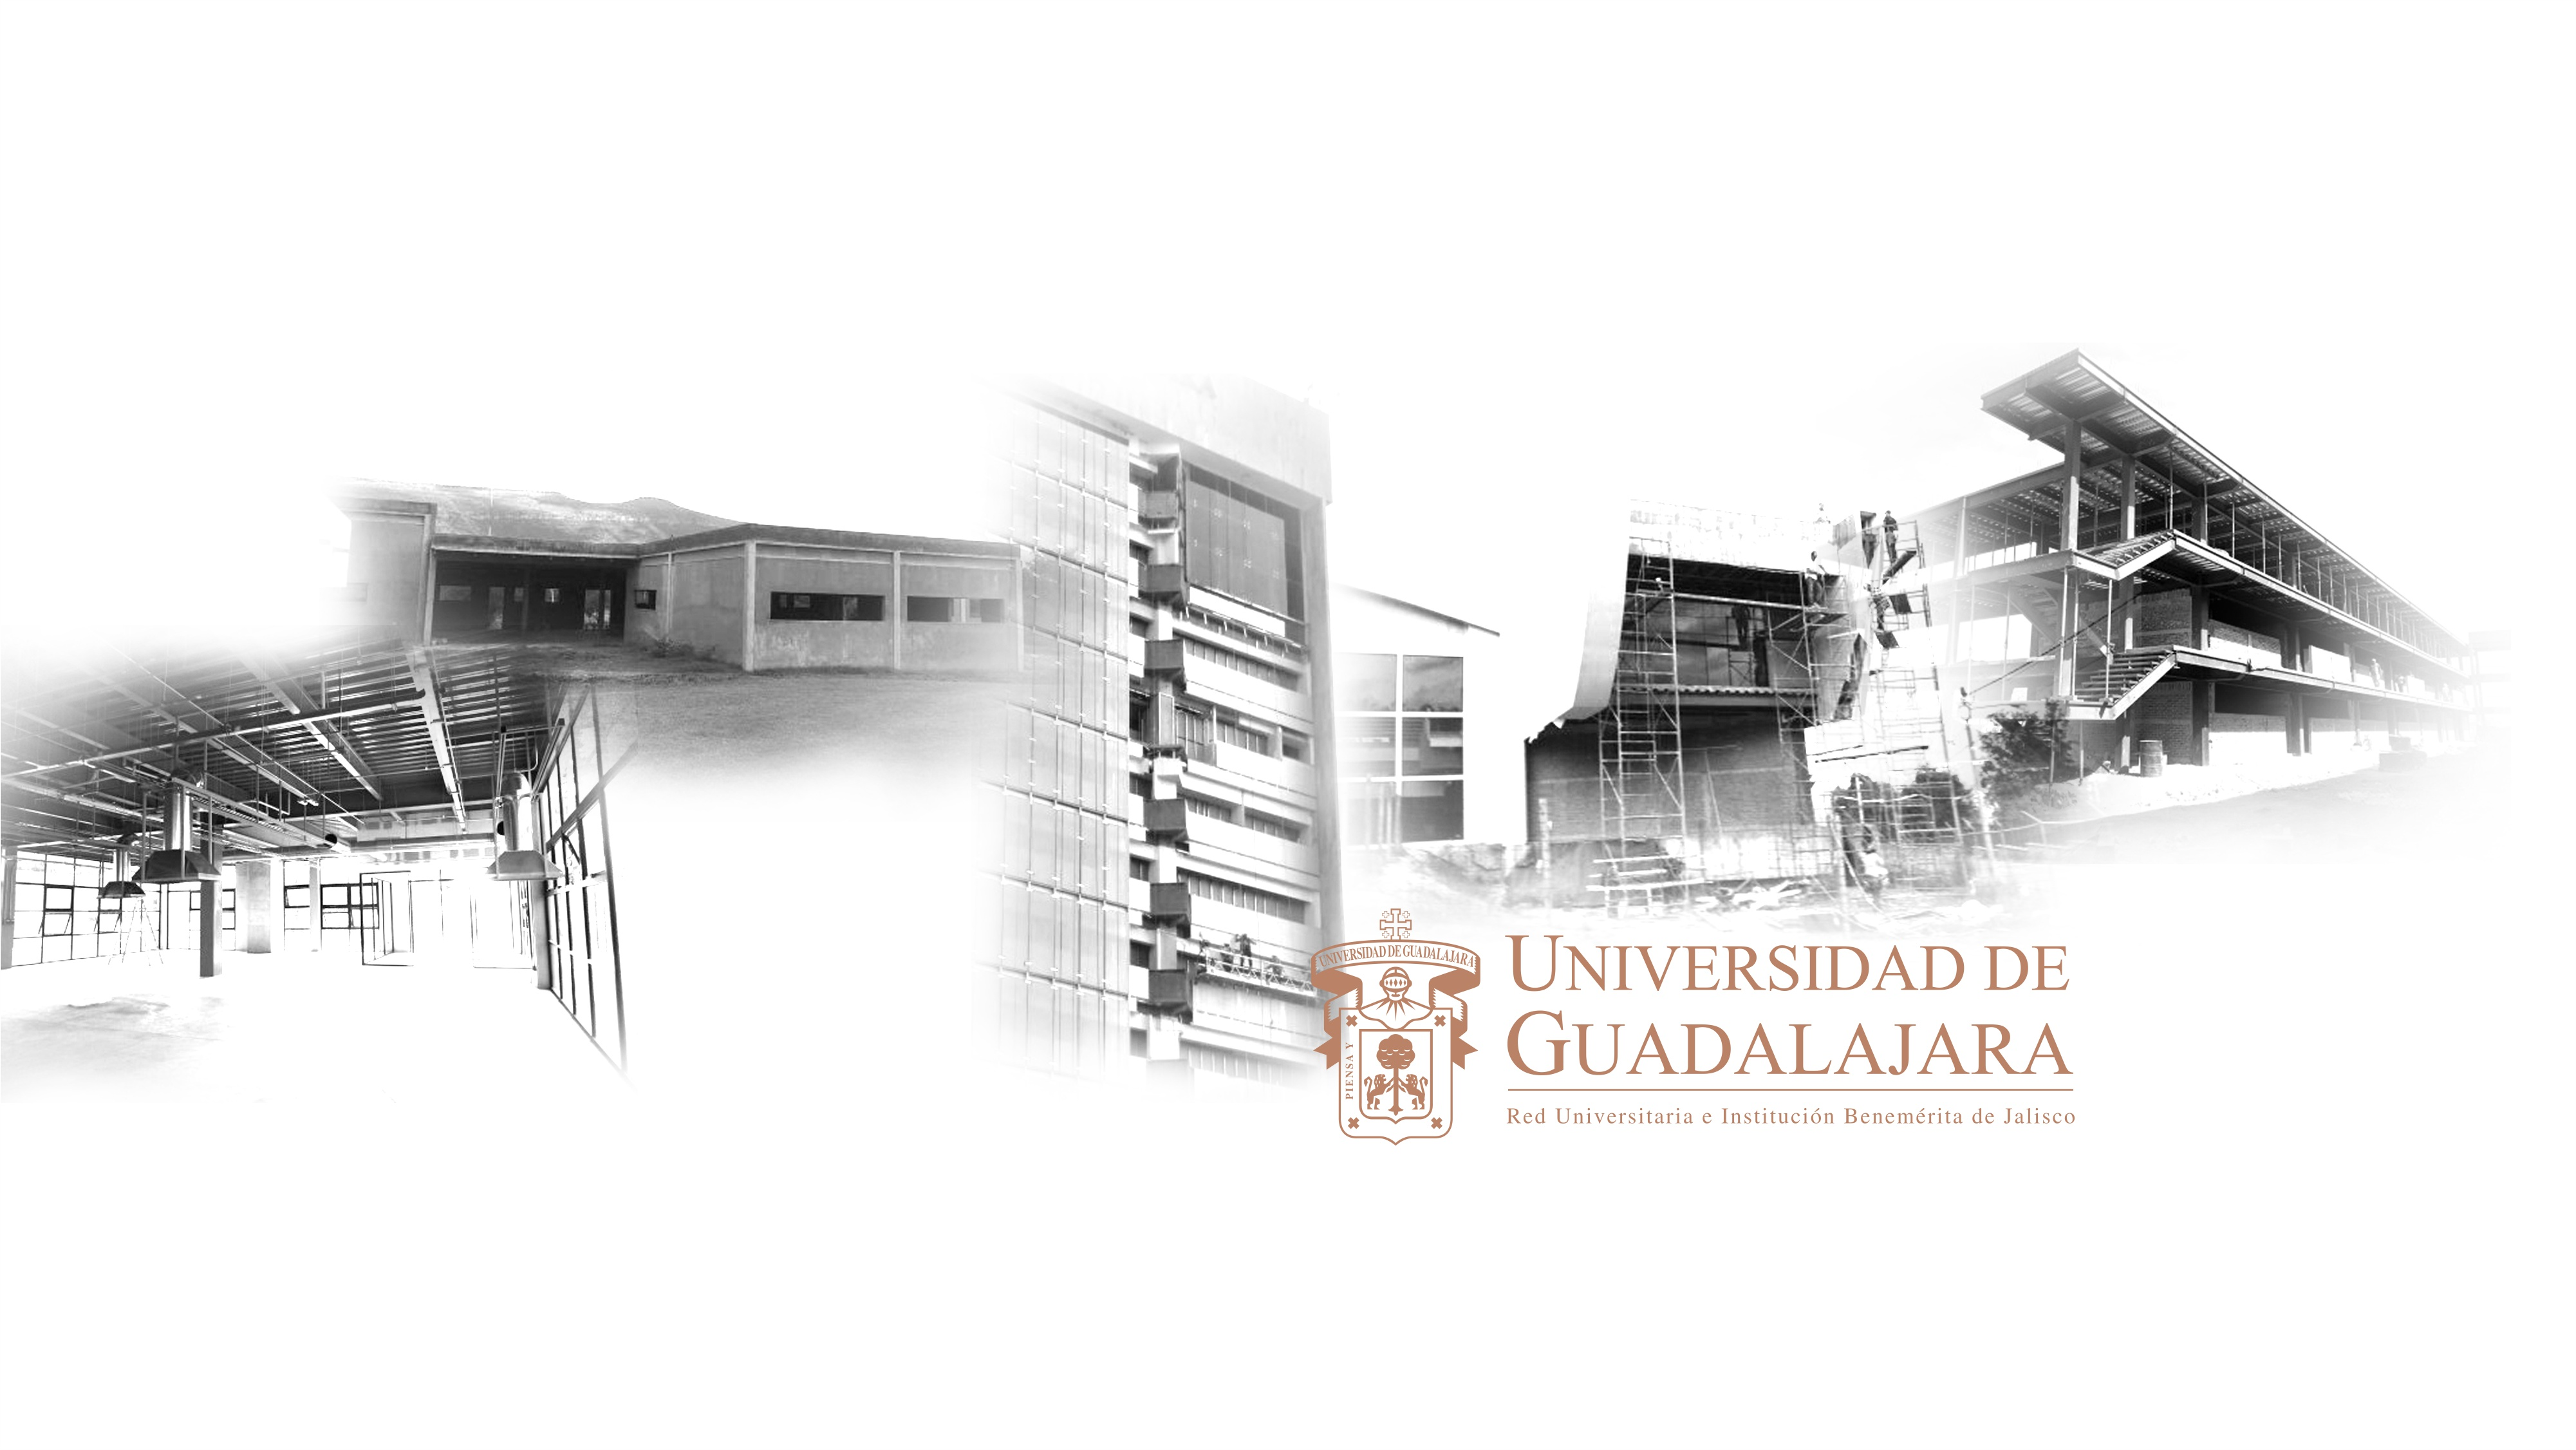 UNIVERSIDAD DE GUADALAJARA
PIENSA Y
UNIVERSIDAD DE
GUADALAJARA
Red Universitaria e Institución Benemérita de Jalisco